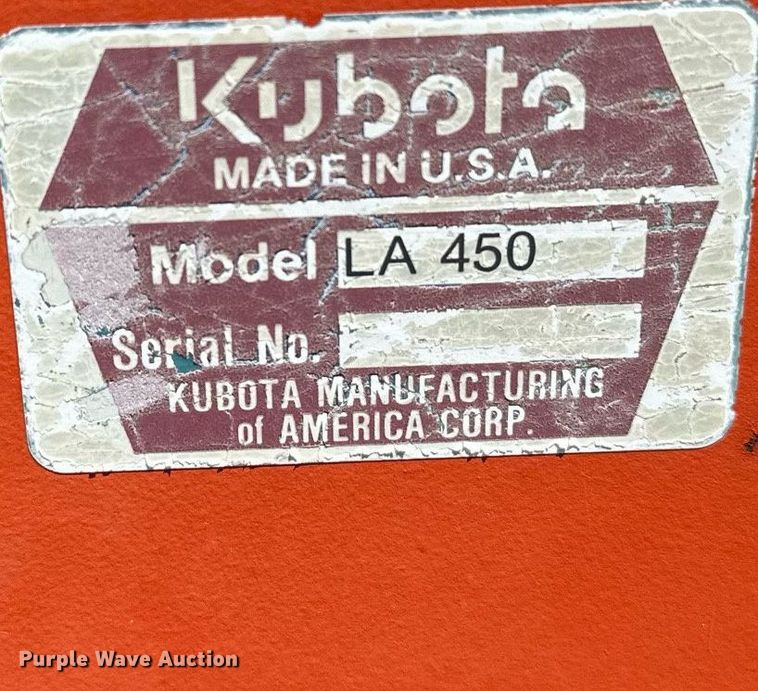 Kubota
MADE IN U.S.A.
Model LA 450
Serial No.
KUBOTA MANUFACTURING
of AMERICA CORP.
Purple Wave Auction